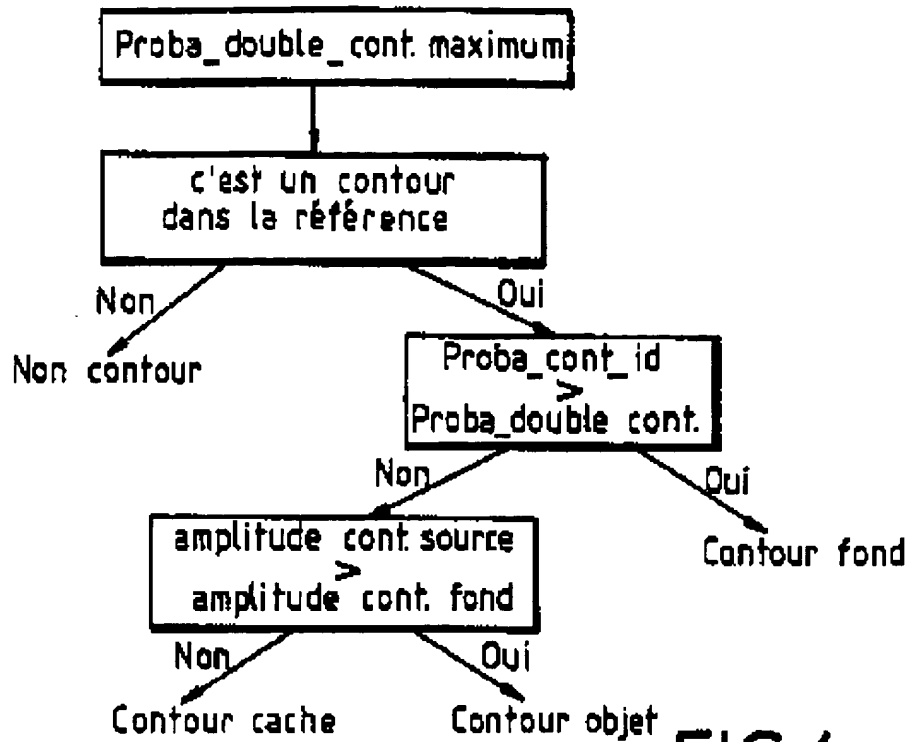 Proba_double_cont. maximum
c'est un contour
dans la référence
Non
Oui
Non contour
Proba_cont_id
>
Proba_double cont.
Non
Oui
amplitude cont. source
>
amplitude cont. fond
Contour fond
Non
Oui
Contour cache
Contour objet